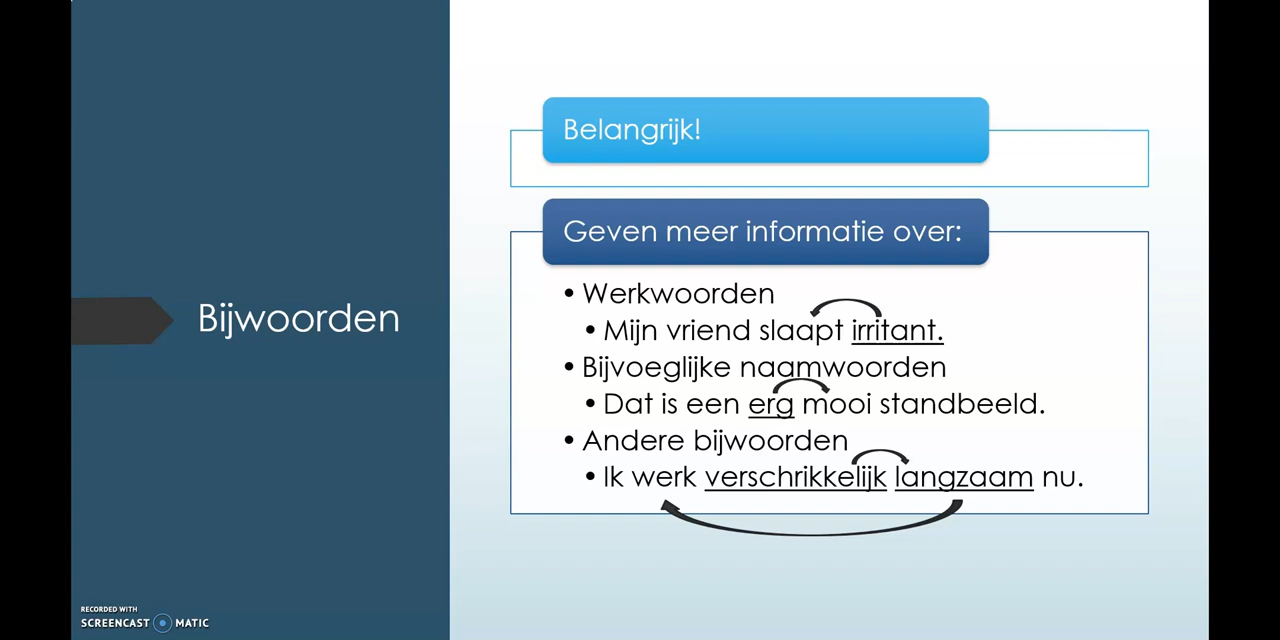 Bijwoorden
Belangrijk!
Geven meer informatie over:
• Werkwoorden
• Mijn vriend slaapt irritant.
• Bijvoeglijke naamwoorden
• Dat is een erg mooi standbeeld.
• Andere bijwoorden
• Ik werk verschrikkelijk langzaam nu.
RECORDED WITH
SCREENCAST MATIC